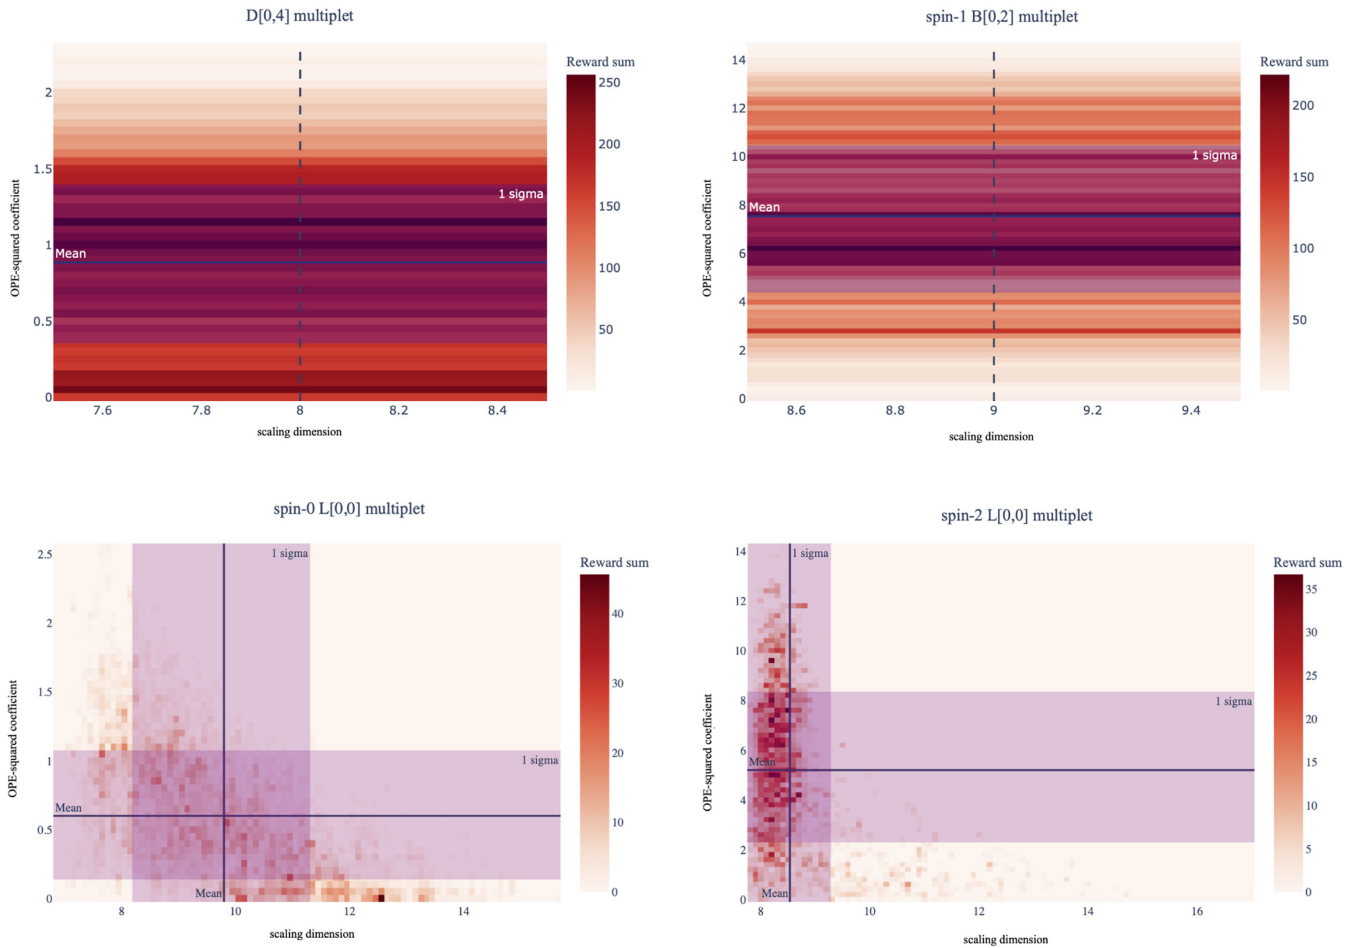 D[0,4] multiplet
Reward sum
OPE-squared coefficient
2
1.5
1
0.5
0
1 sigma
Mean
250
200
150
100
50
7.6
7.8
8
8.2
8.4
scaling dimension
spin-1 B[0,2] multiplet
Reward sum
OPE-squared coefficient
14
12
10
8
6
4
2
0
1 sigma
Mean
200
150
100
50
8.6
8.8
9
9.2
9.4
scaling dimension
spin-0 L[0,0] multiplet
Reward sum
OPE-squared coefficient
2.5
2
1.5
1
0.5
0
1 sigma
1 sigma
Mean
Mean
40
30
20
10
0
8
10
12
14
scaling dimension
spin-2 L[0,0] multiplet
Reward sum
OPE-squared coefficient
14
12
10
8
6
4
2
0
1 sigma
1 sigma
Mean
Mean
35
30
25
20
15
10
5
0
8
10
12
14
16
scaling dimension